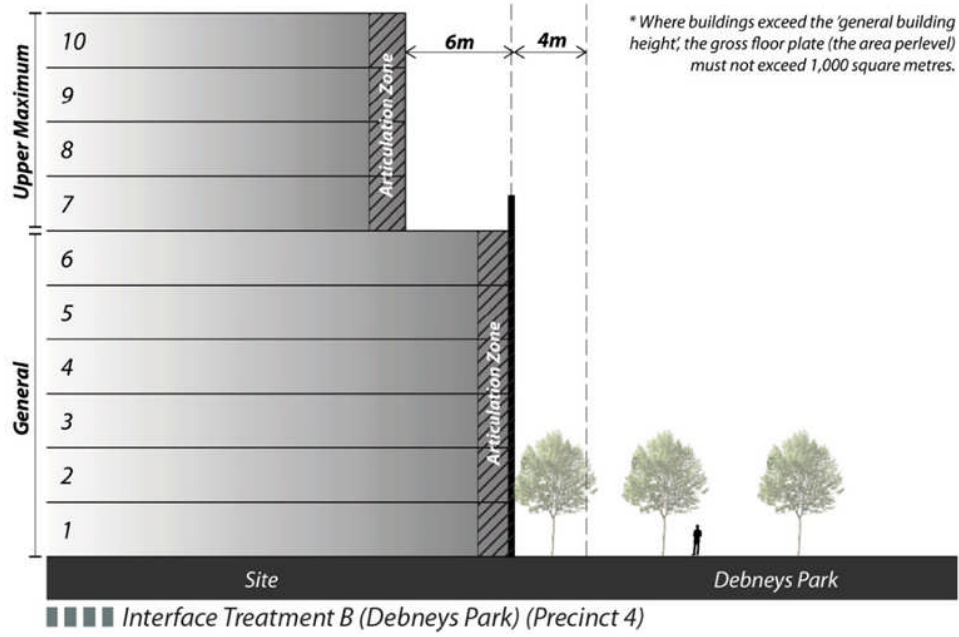 * Where buildings exceed the 'general building
height', the gross floor plate (the area perlevel)
must not exceed 1,000 square metres.
6m
4m
Upper Maximum
10
9
8
7
Articulation Zone
General
6
5
4
3
2
1
Articulation Zone
Site
Debneys Park
Interface Treatment B (Debneys Park) (Precinct 4)